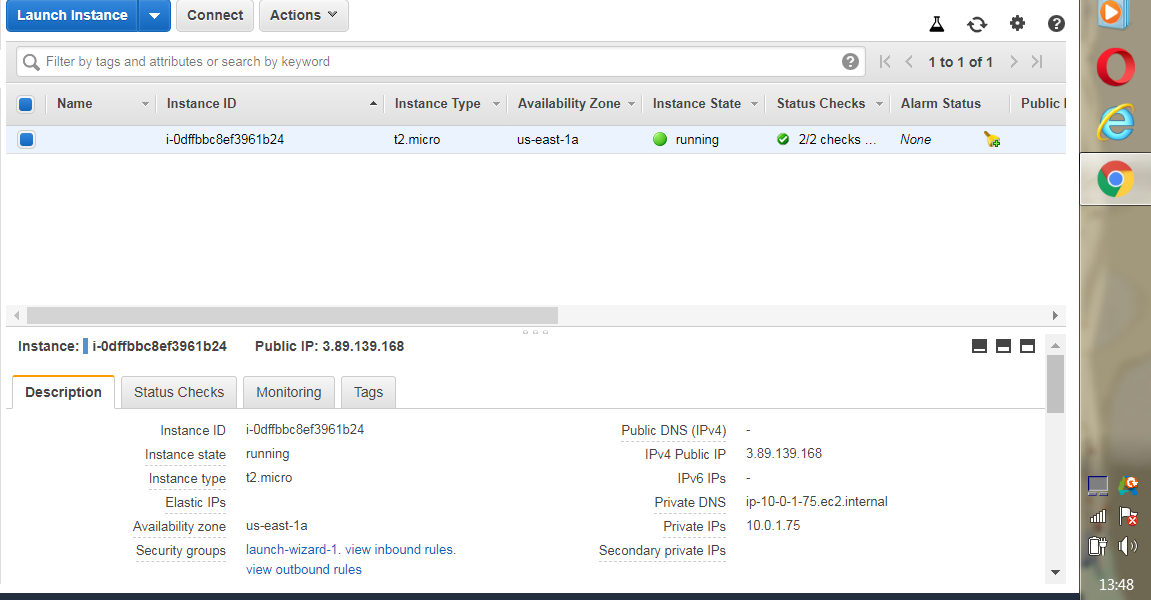 Launch Instance Connect Actions
Filter by tags and attributes or search by keyword 1 to 1 of 1
Name Instance ID Instance Type Availability Zone Instance State Status Checks Alarm Status Public
i-0dffbbc8ef3961b24 t2.micro us-east-1a running 2/2 checks ... None
Instance: i-0dffbbc8ef3961b24 Public IP: 3.89.139.168
Description Status Checks Monitoring Tags
Instance ID i-0dffbbc8ef3961b24 Public DNS (IPv4) -
Instance state running IPv4 Public IP 3.89.139.168
Instance type t2.micro IPv6 IPs -
Elastic IPs Private DNS ip-10-0-1-75.ec2.internal
Availability zone us-east-1a Private IPs 10.0.1.75
Security groups launch-wizard-1. view inbound rules. Secondary private IPs
view outbound rules
13:48